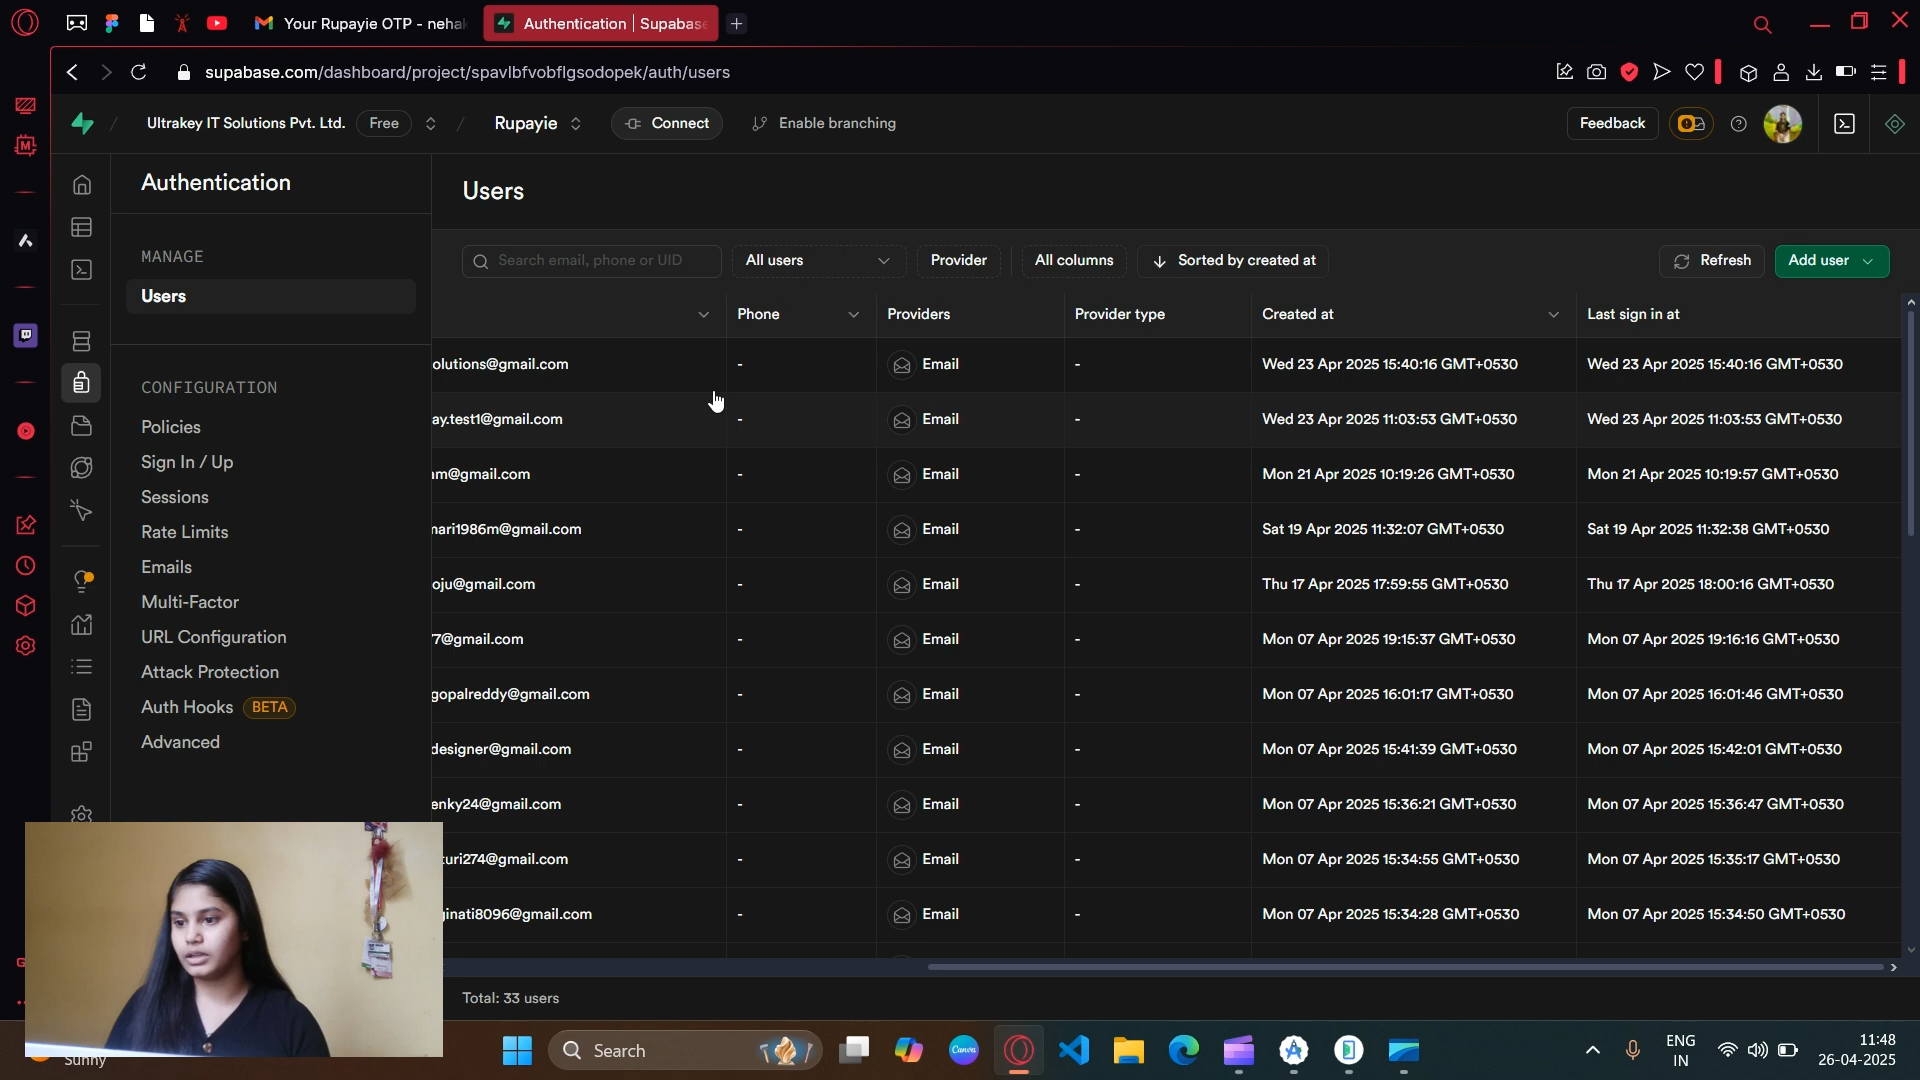 Your Rupayie OTP - neha
Authentication | Supabas
supabase.com/dashboard/project/spavlbfvobflgsodopek/auth/users
Ultrakey IT Solutions Pvt. Ltd. Free
Rupayie
Connect
Enable branching
Feedback
Authentication
MANAGE
Users
CONFIGURATION
Policies
Sign In / Up
Sessions
Rate Limits
Emails
Multi-Factor
URL Configuration
Attack Protection
Auth Hooks BETA
Advanced
Users
Search email, phone or UID
All users
Provider
All columns
Sorted by created at
Refresh
Add user
Phone Providers Provider type Created at Last sign in at
olutions@gmail.com - Email - Wed 23 Apr 2025 15:40:16 GMT+0530 Wed 23 Apr 2025 15:40:16 GMT+0530
ay.test1@gmail.com - Email - Wed 23 Apr 2025 11:03:53 GMT+0530 Wed 23 Apr 2025 11:03:53 GMT+0530
m@gmail.com - Email - Mon 21 Apr 2025 10:19:26 GMT+0530 Mon 21 Apr 2025 10:19:57 GMT+0530
mari1986m@gmail.com - Email - Sat 19 Apr 2025 11:32:07 GMT+0530 Sat 19 Apr 2025 11:32:38 GMT+0530
oju@gmail.com - Email - Thu 17 Apr 2025 17:59:55 GMT+0530 Thu 17 Apr 2025 18:00:16 GMT+0530
7@gmail.com - Email - Mon 07 Apr 2025 19:15:37 GMT+0530 Mon 07 Apr 2025 19:16:16 GMT+0530
gopalreddy@gmail.com - Email - Mon 07 Apr 2025 16:01:17 GMT+0530 Mon 07 Apr 2025 16:01:46 GMT+0530
designer@gmail.com - Email - Mon 07 Apr 2025 15:41:39 GMT+0530 Mon 07 Apr 2025 15:42:01 GMT+0530
enky24@gmail.com - Email - Mon 07 Apr 2025 15:36:21 GMT+0530 Mon 07 Apr 2025 15:36:47 GMT+0530
turi274@gmail.com - Email - Mon 07 Apr 2025 15:34:55 GMT+0530 Mon 07 Apr 2025 15:35:17 GMT+0530
ginati8096@gmail.com - Email - Mon 07 Apr 2025 15:34:28 GMT+0530 Mon 07 Apr 2025 15:34:50 GMT+0530
Total: 33 users
Sunny
Search
Canva
ENG
IN
11:48
26-04-2025